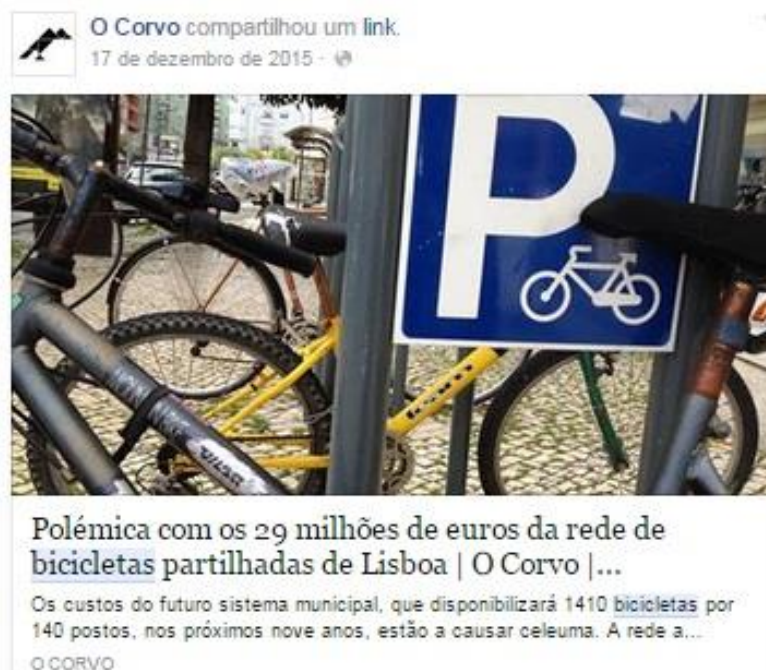 O Corvo compartilhou um link.
17 de dezembro de 2015 ·
P
Polémica com os 29 milhões de euros da rede de
bicicletas partilhadas de Lisboa | O Corvo |...
Os custos do futuro sistema municipal, que disponibilizará 1410 bicicletas por
140 postos, nos próximos nove anos, estão a causar celeuma. A rede a...
O CORVO